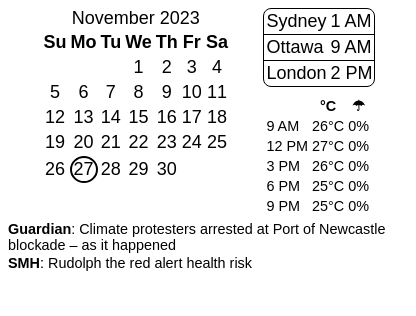 November 2023
Su Mo Tu We Th Fr Sa
1 2 3 4
5 6 7 8 9 10 11
12 13 14 15 16 17 18
19 20 21 22 23 24 25
26 27 28 29 30
Sydney 1 AM
Ottawa 9 AM
London 2 PM
°C ☂
9 AM 26°C 0%
12 PM 27°C 0%
3 PM 26°C 0%
6 PM 25°C 0%
9 PM 25°C 0%
Guardian: Climate protesters arrested at Port of Newcastle
blockade – as it happened
SMH: Rudolph the red alert health risk